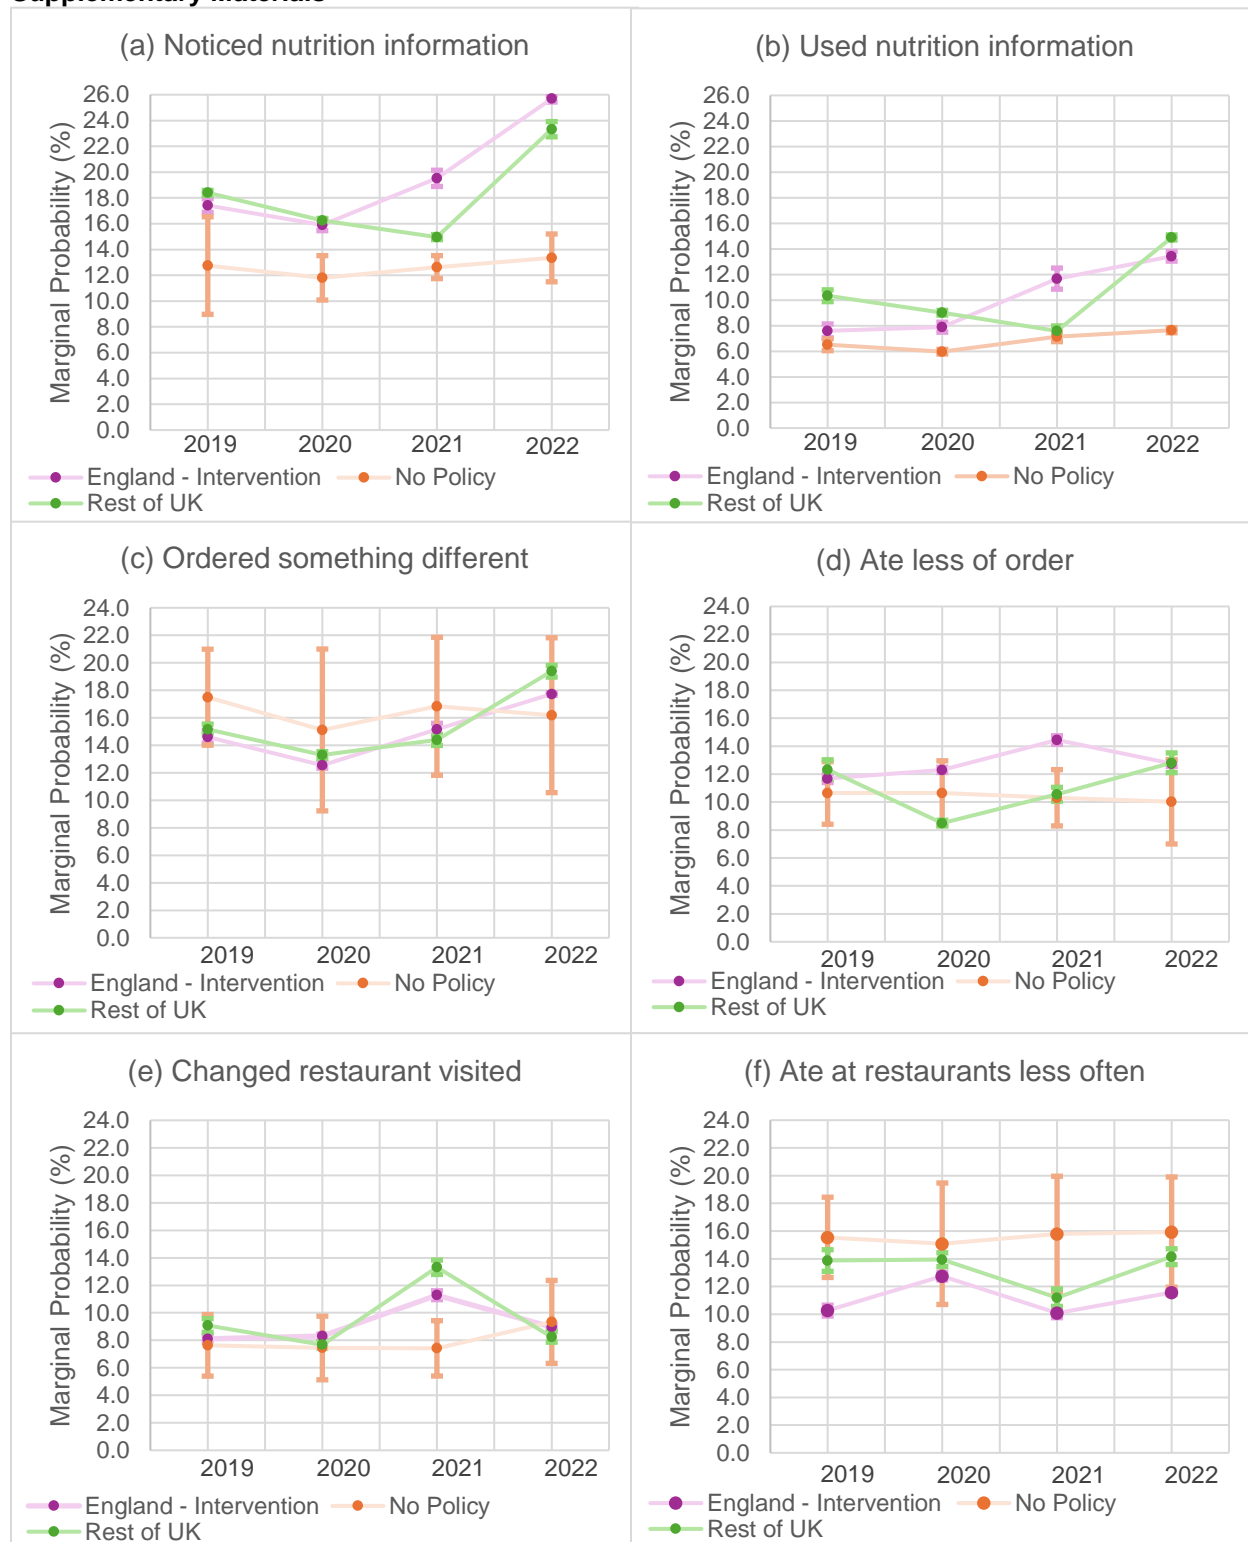 Supplementary Materials
(a) Noticed nutrition information
Marginal Probability (%)
26.0
24.0
22.0
20.0
18.0
16.0
14.0
12.0
10.0
8.0
6.0
4.0
2.0
0.0
2019 2020 2021 2022
England - Intervention No Policy
Rest of UK
(b) Used nutrition information
Marginal Probability (%)
26.0
24.0
22.0
20.0
18.0
16.0
14.0
12.0
10.0
8.0
6.0
4.0
2.0
0.0
2019 2020 2021 2022
England - Intervention No Policy
Rest of UK
(c) Ordered something different
Marginal Probability (%)
24.0
22.0
20.0
18.0
16.0
14.0
12.0
10.0
8.0
6.0
4.0
2.0
0.0
2019 2020 2021 2022
England - Intervention No Policy
Rest of UK
(d) Ate less of order
Marginal Probability (%)
24.0
22.0
20.0
18.0
16.0
14.0
12.0
10.0
8.0
6.0
4.0
2.0
0.0
2019 2020 2021 2022
England - Intervention No Policy
Rest of UK
(e) Changed restaurant visited
Marginal Probability (%)
24.0
22.0
20.0
18.0
16.0
14.0
12.0
10.0
8.0
6.0
4.0
2.0
0.0
2019 2020 2021 2022
England - Intervention No Policy
Rest of UK
(f) Ate at restaurants less often
Marginal Probability (%)
24.0
22.0
20.0
18.0
16.0
14.0
12.0
10.0
8.0
6.0
4.0
2.0
0.0
2019 2020 2021 2022
England - Intervention No Policy
Rest of UK